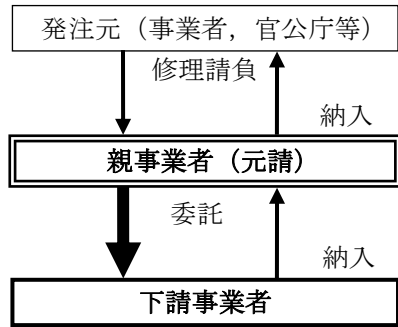 発注元（事業者，官公庁等）
修理請負
納入
親事業者（元請）
委託
納入
下請事業者